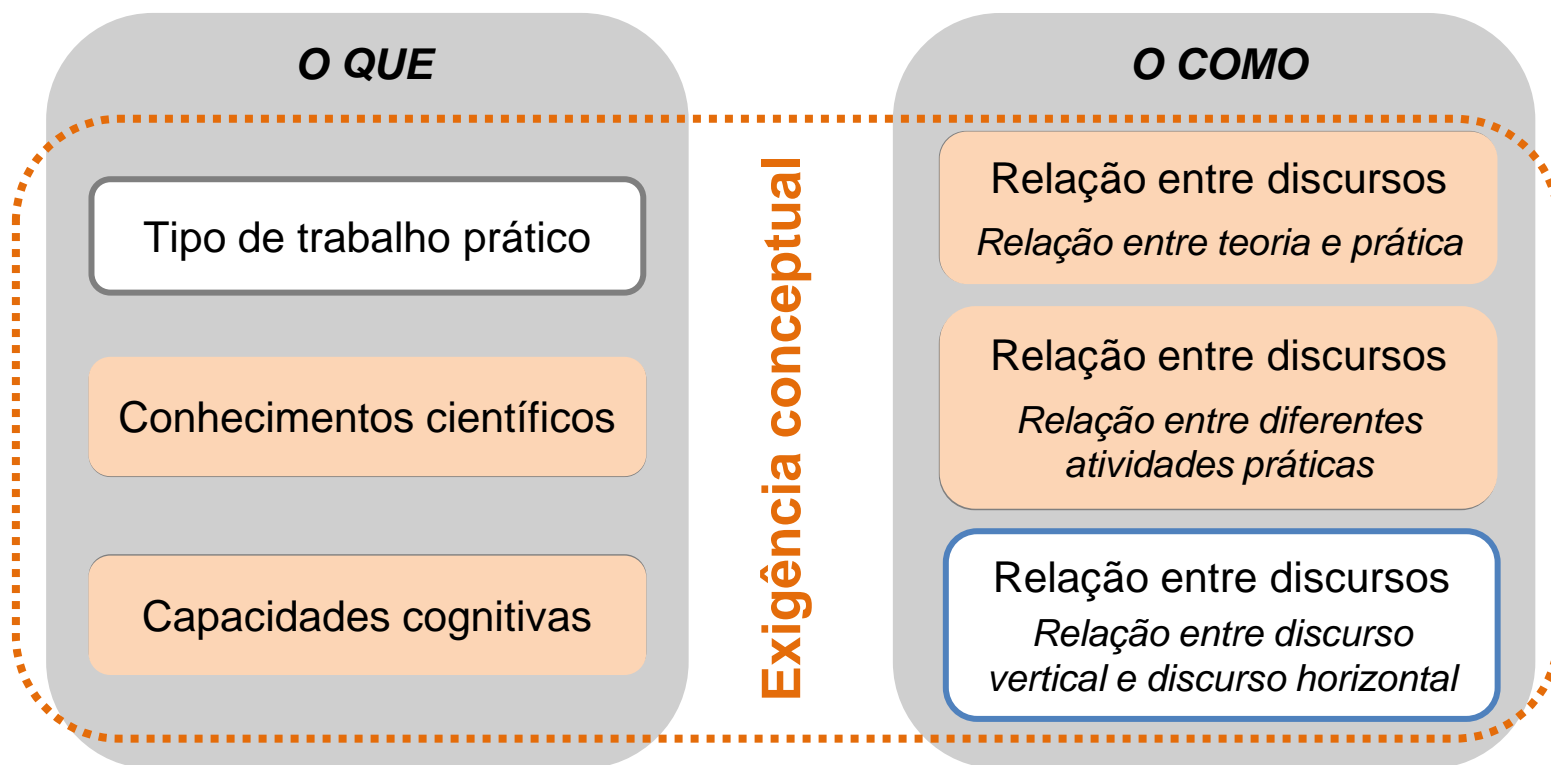 O QUE
Tipo de trabalho prático
Conhecimentos científicos
Capacidades cognitivas
Exigência conceptual
O COMO
Relação entre discursos
Relação entre teoria e prática
Relação entre discursos
Relação entre diferentes
atividades práticas
Relação entre discursos
Relação entre discurso
vertical e discurso horizontal